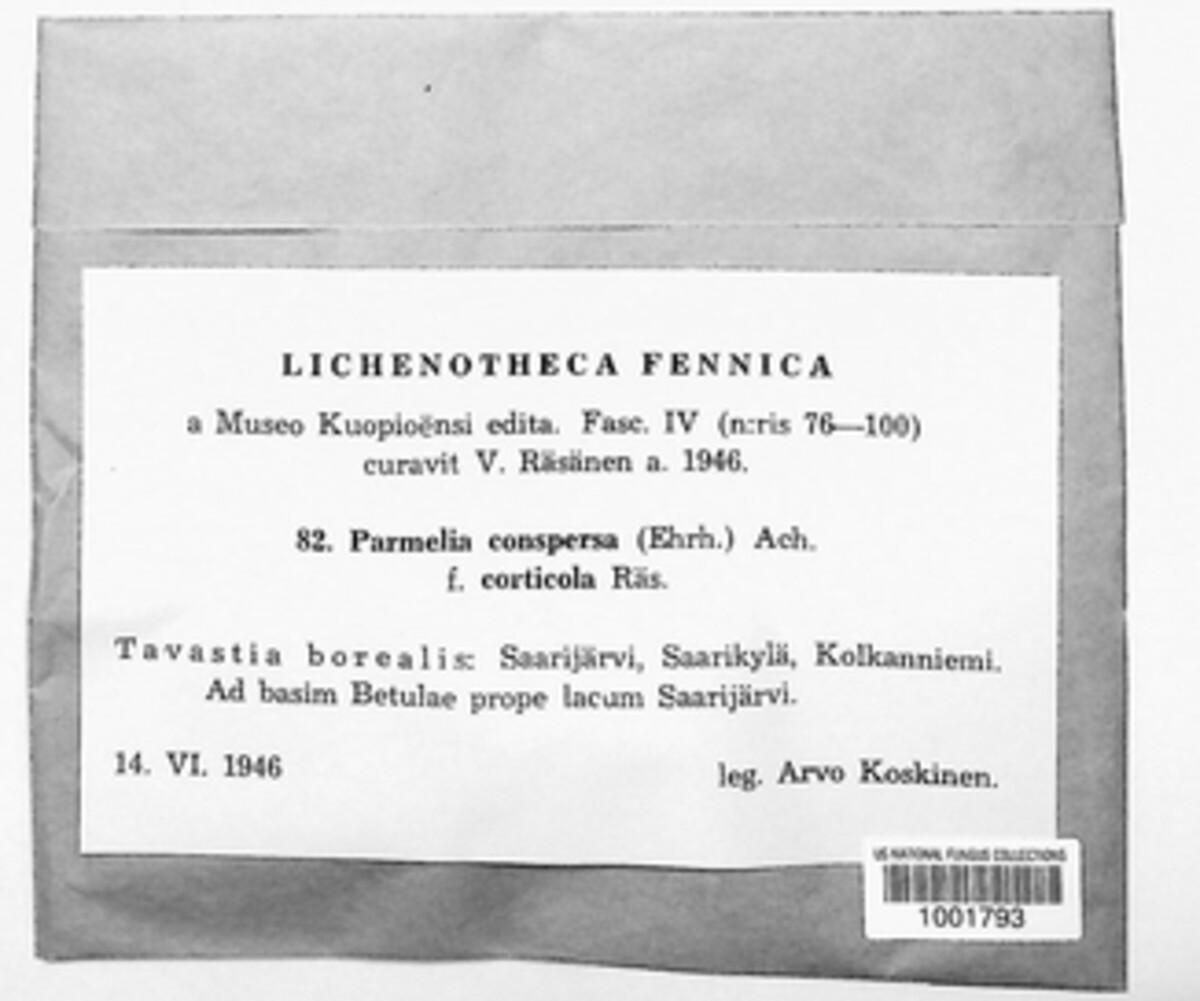 LICHENOTHECA FENNICA
a Museo Kuopioënsi edita. Fasc. IV (n:ris 76—100)
curavit V. Räsänen a. 1946.
82. Parmelia conspersa (Ehrh.) Ach.
f. corticola Räs.
Tavastia borealis: Saarijärvi, Saarikylä, Kolkanniemi.
Ad basim Betulae prope lacum Saarijärvi.
14. VI. 1946 leg. Arvo Koskinen.
US NATIONAL FUNGUS COLLECTIONS
1001793